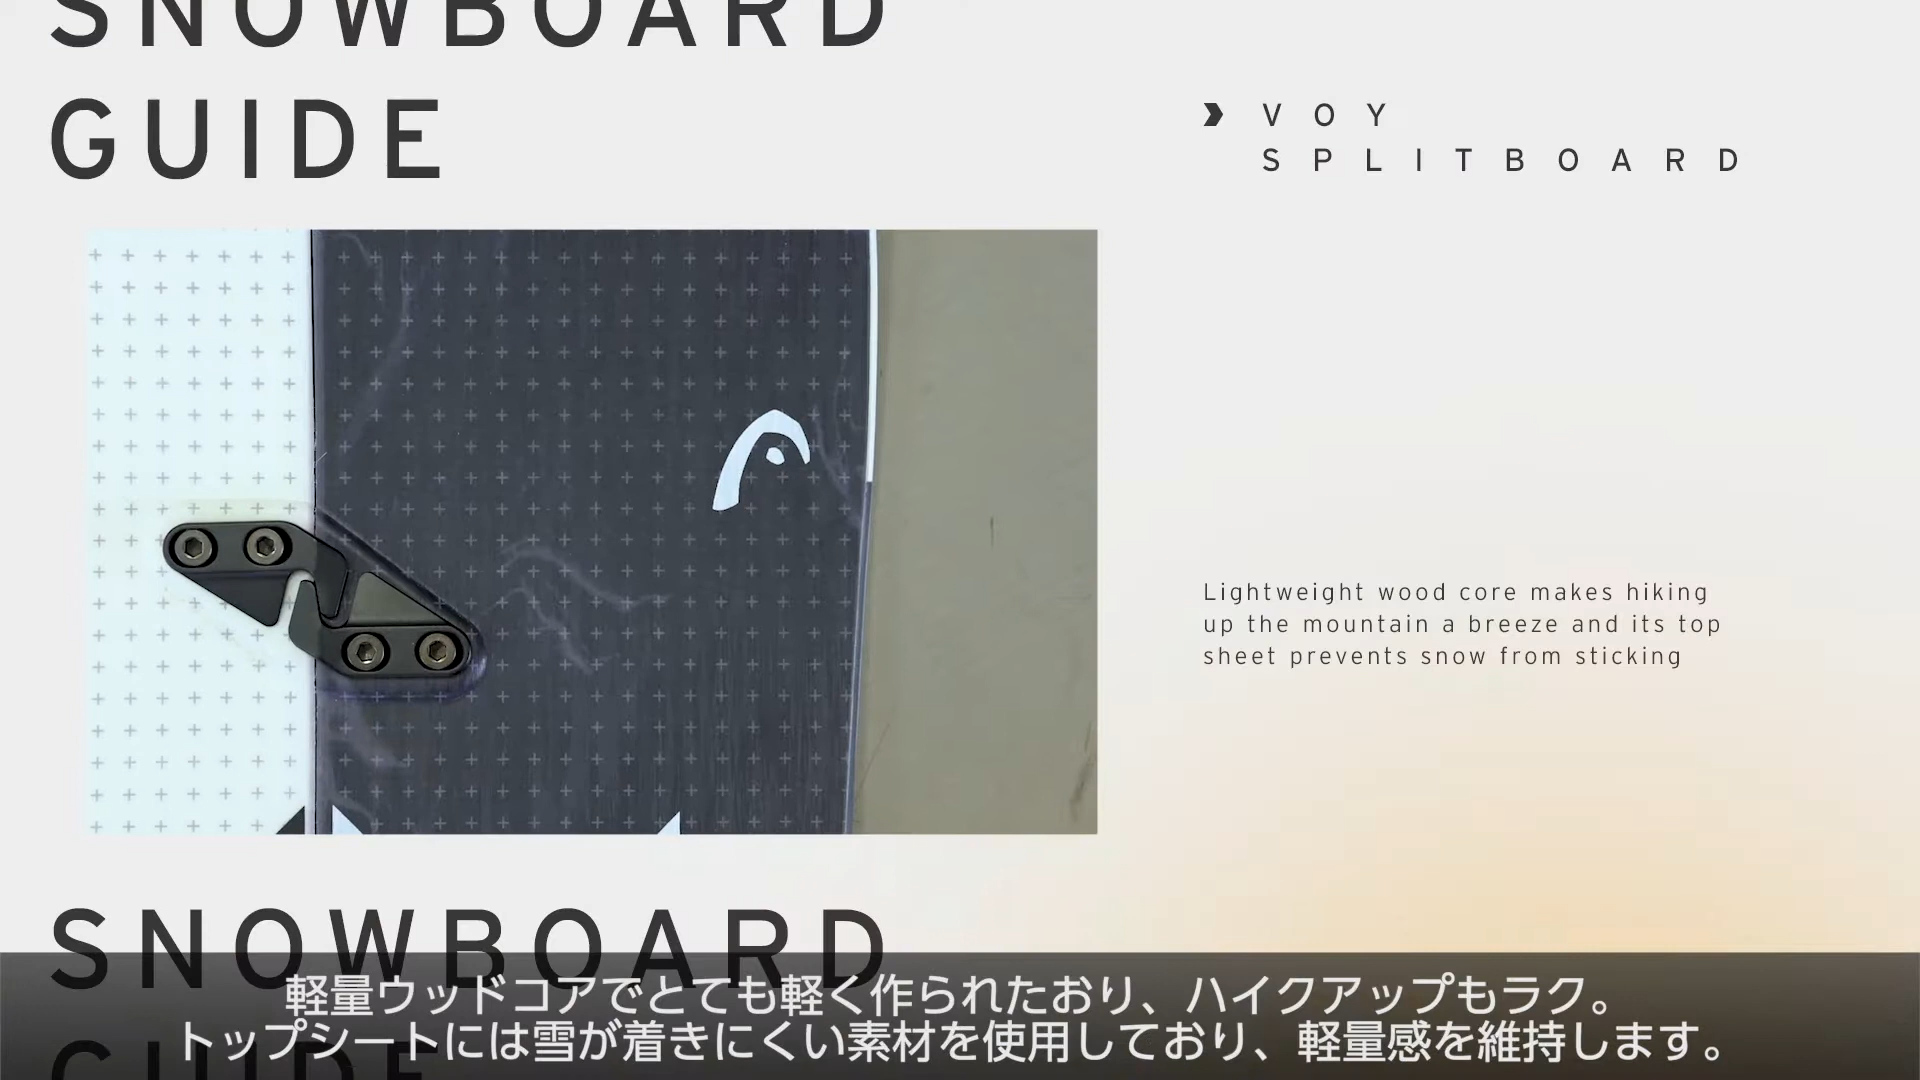 SNOWBOARD
GUIDE
VOY
SPLITBOARD
Lightweight wood core makes hiking
up the mountain a breeze and its top
sheet prevents snow from sticking
SNOWBOARD
GUIDE
軽量ウッドコアでとても軽く作られたおり、ハイクアップもラク。
トップシートには雪が着きにくい素材を使用しており、軽量感を維持します。